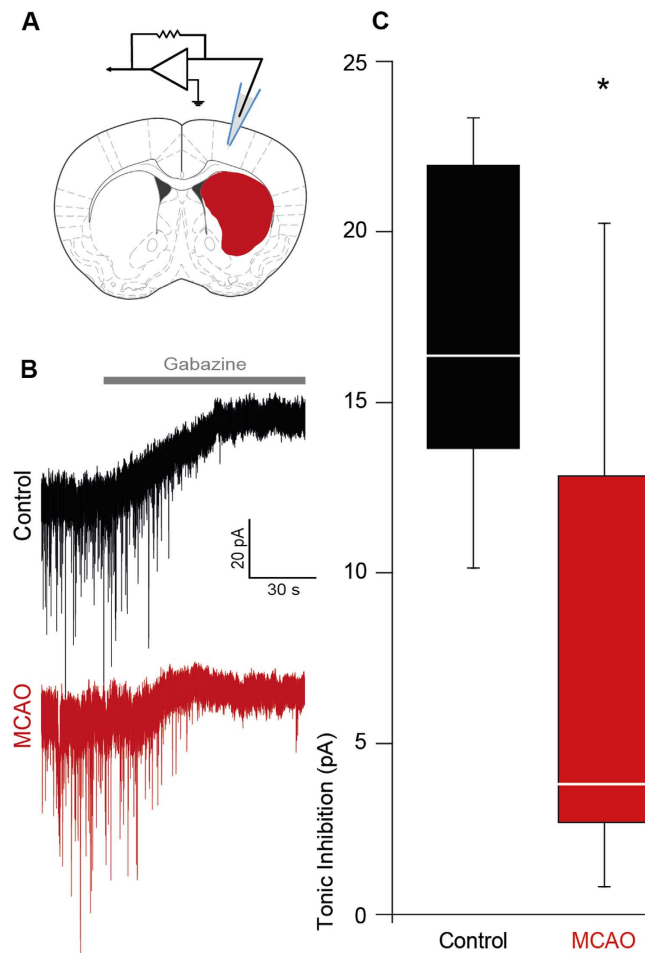 A
B
Gabazine
Control
20 pA
30 s
MCAO
C
*
25
20
15
10
5
0
Tonic Inhibition (pA)
Control
MCAO